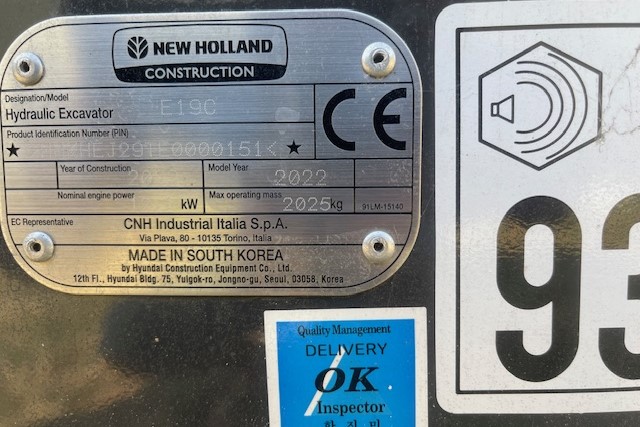 NEW HOLLAND
CONSTRUCTION
Designation/Model
Hydraulic Excavator E19C
Product Identification Number (PIN)
Year of Construction
Model Year 2022
Nominal engine power kW
Max operating mass 2025 kg
91LM-15140
CE
EC Representative
CNH Industrial Italia S.p.A.
Via Plava, 80 - 10135 Torino, Italia
MADE IN SOUTH KOREA
by Hyundai Construction Equipment Co., Ltd.
12th Fl., Hyundai Bldg. 75, Yulgok-ro, Jongno-gu, Seoul, 03058, Korea
93
Quality Management
DELIVERY
OK
Inspector